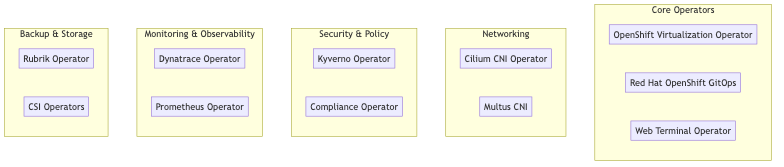 Backup & Storage
Rubrik Operator
CSI Operators
Monitoring & Observability
Dynatrace Operator
Prometheus Operator
Security & Policy
Kyverno Operator
Compliance Operator
Networking
Cilium CNI Operator
Multus CNI
Core Operators
OpenShift Virtualization Operator
Red Hat OpenShift GitOps
Web Terminal Operator